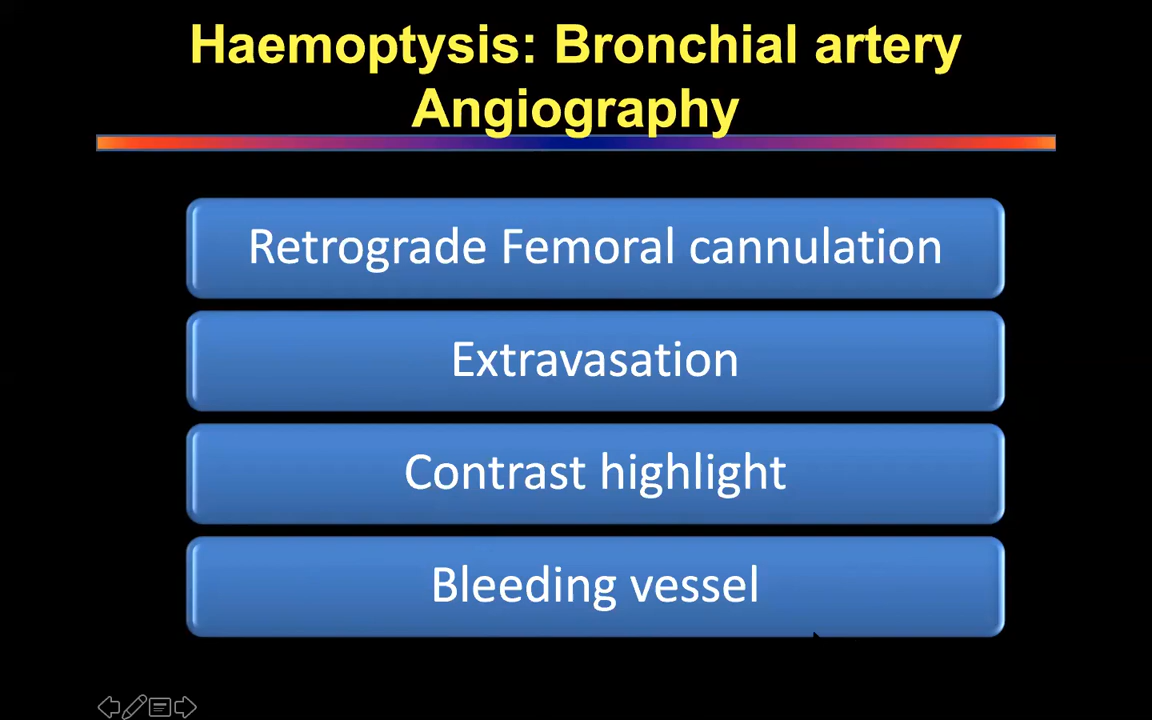 Haemoptysis: Bronchial artery
Angiography
Retrograde Femoral cannulation
Extravasation
Contrast highlight
Bleeding vessel